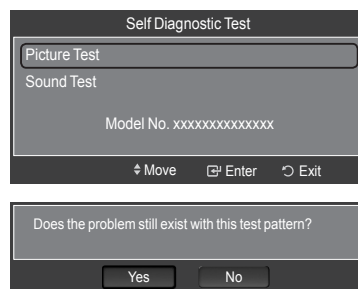 Self Diagnostic Test
Picture Test
Sound Test
Model No. xxxxxxxxxxxxxx
Move Enter Exit
Does the problem still exist with this test pattern?
Yes No